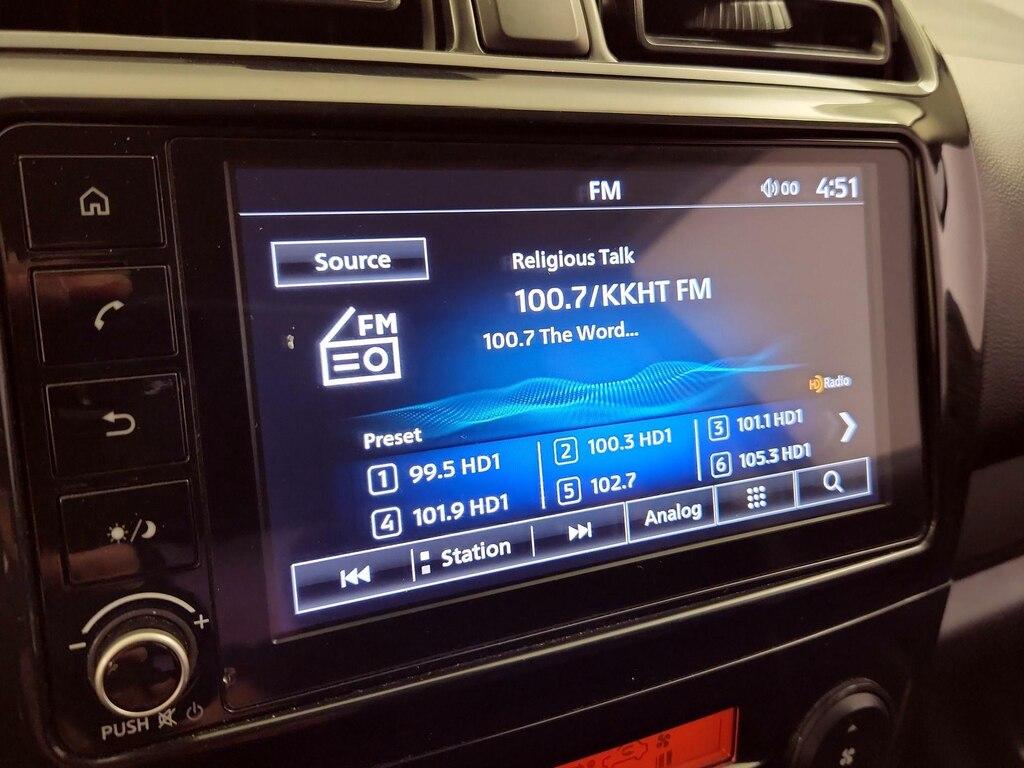 FM
00 4:51
Source
Religious Talk
100.7/KKHT FM
100.7 The Word...
FM
HD Radio
Preset
1 99.5 HD1
2 100.3 HD1
3 101.1 HD1
4 101.9 HD1
5 102.7
6 105.3 HD1
Station
Analog
- +
PUSH